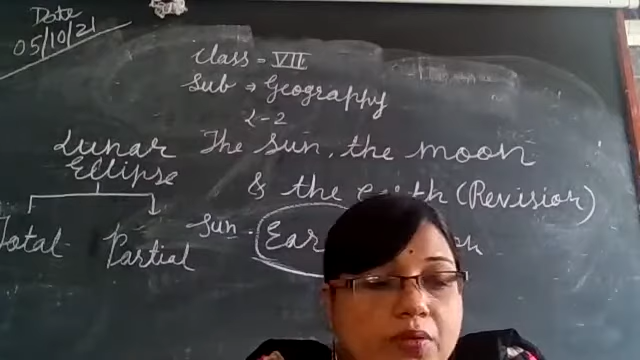 Date
05/10/21
Class = VII
Sub → Geograppy
L-2
Lunar The Sun, the moon
Ellipse & the earth (Revision)
Total Partial Sun